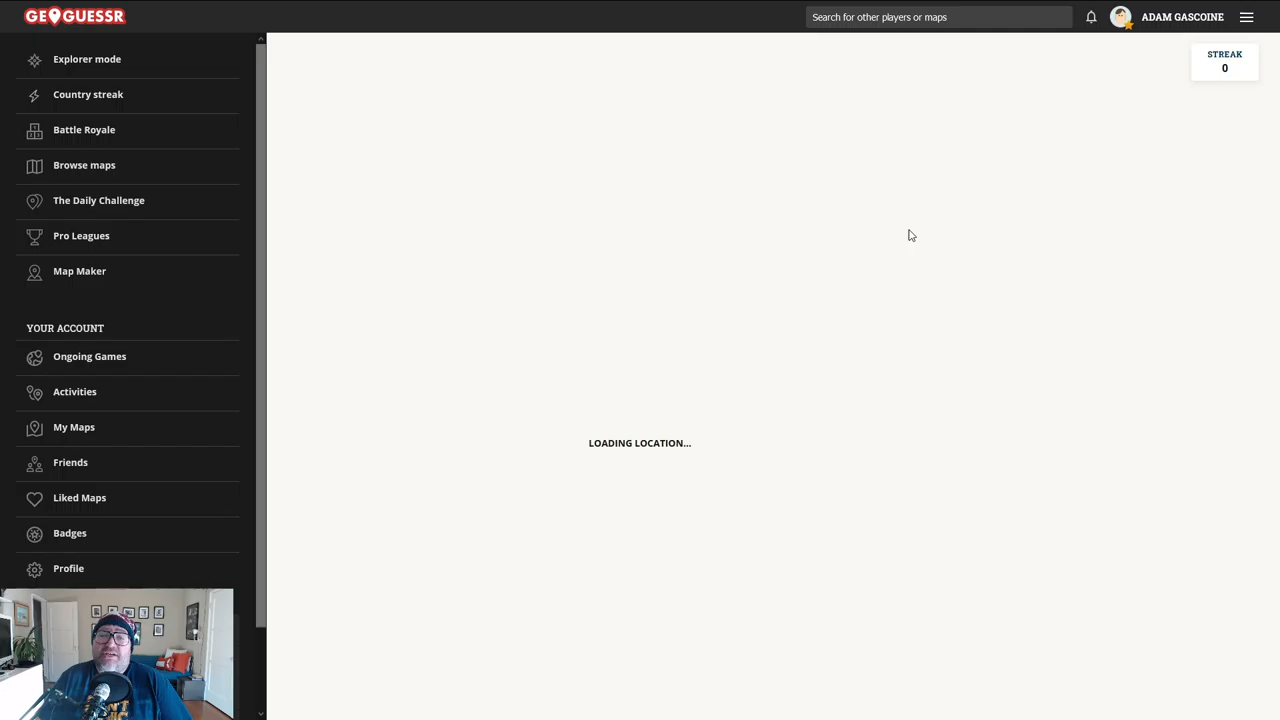 GEOGUESSR
Search for other players or maps
ADAM GASCOINE
Explorer mode
Country streak
Battle Royale
Browse maps
The Daily Challenge
Pro Leagues
Map Maker
YOUR ACCOUNT
Ongoing Games
Activities
My Maps
Friends
Liked Maps
Badges
Profile
STREAK
0
LOADING LOCATION...